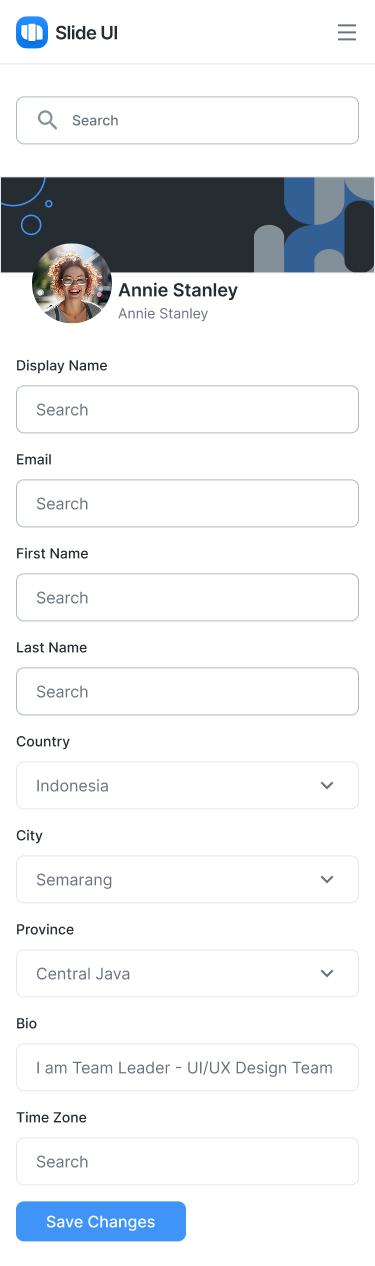 Slide UI
Search
Annie Stanley
Annie Stanley
Display Name
Search
Email
Search
First Name
Search
Last Name
Search
Country
Indonesia
City
Semarang
Province
Central Java
Bio
I am Team Leader - UI/UX Design Team
Time Zone
Search
Save Changes